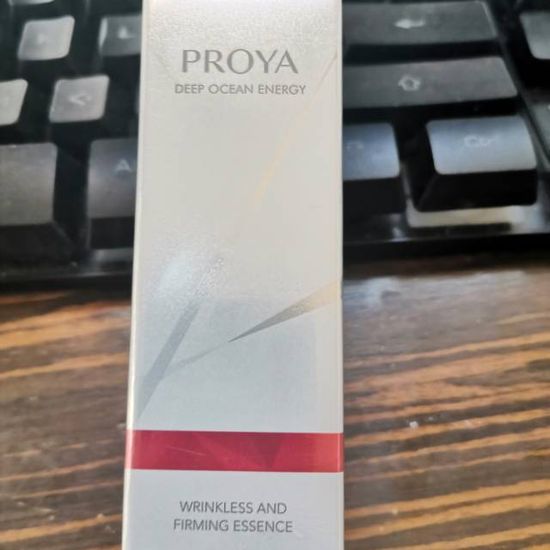 PROYA
DEEP OCEAN ENERGY
WRINKLESS AND
FIRMING ESSENCE